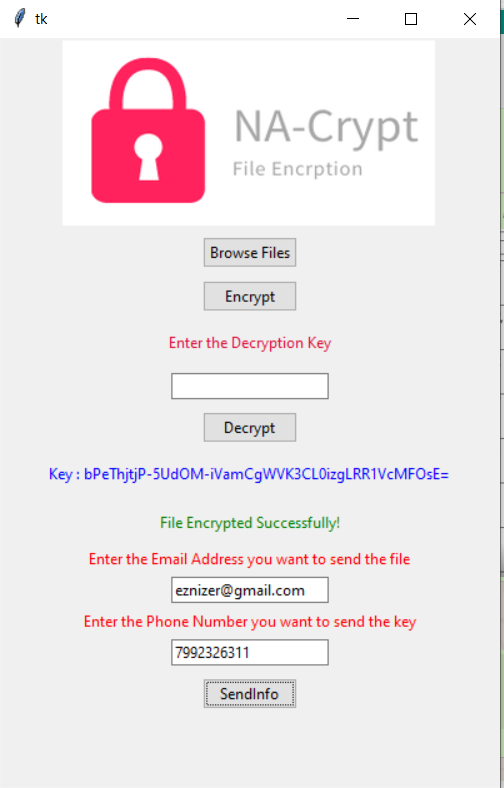 tk
NA-Crypt
File Encrption
Browse Files
Encrypt
Enter the Decryption Key
Decrypt
Key : bPeThjtjP-5UdOM-iVamCgWVK3CL0izgLRR1VcMFOsE=
File Encrypted Successfully!
Enter the Email Address you want to send the file
eznizer@gmail.com
Enter the Phone Number you want to send the key
7992326311
SendInfo